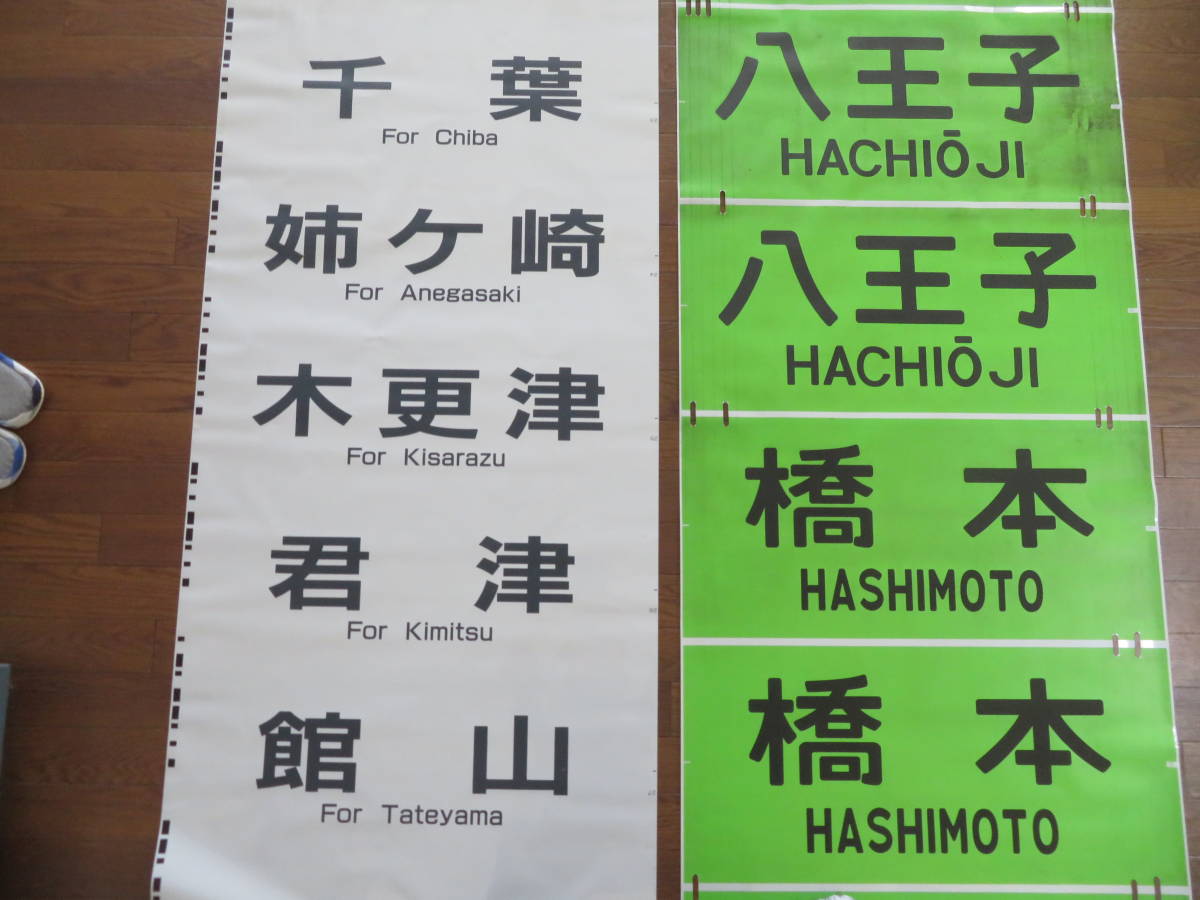 千葉
For Chiba
姉ケ崎
For Anegasaki
木更津
For Kisarazu
君津
For Kimitsu
館山
For Tateyama
八王子
HACHIŌJI
八王子
HACHIŌJI
橋本
HASHIMOTO
橋本
HASHIMOTO